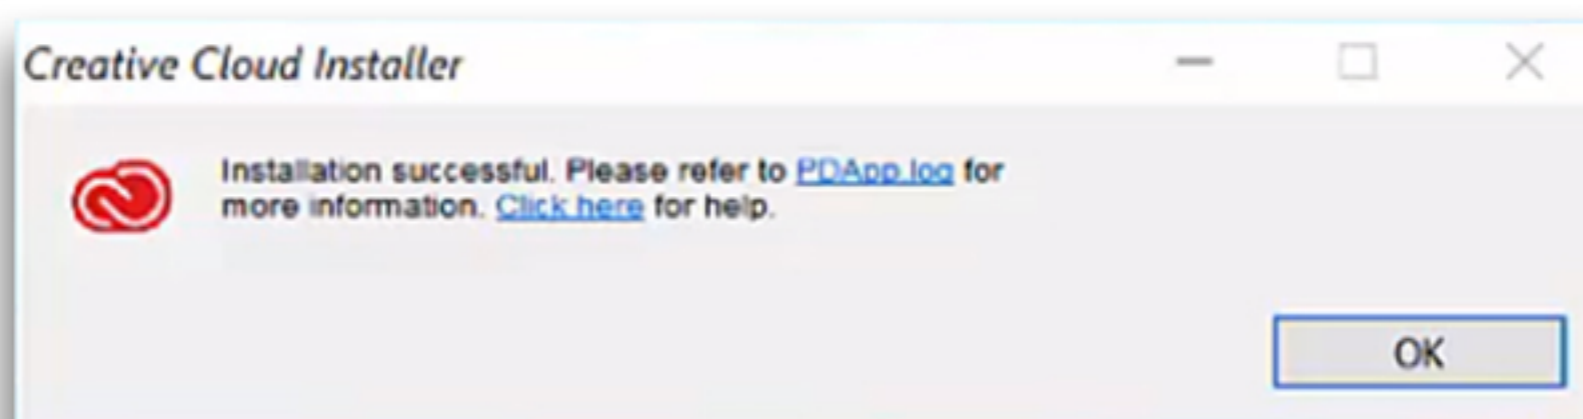 Creative Cloud Installer
Installation successful. Please refer to PDApp.log for
more information. Click here for help.
OK